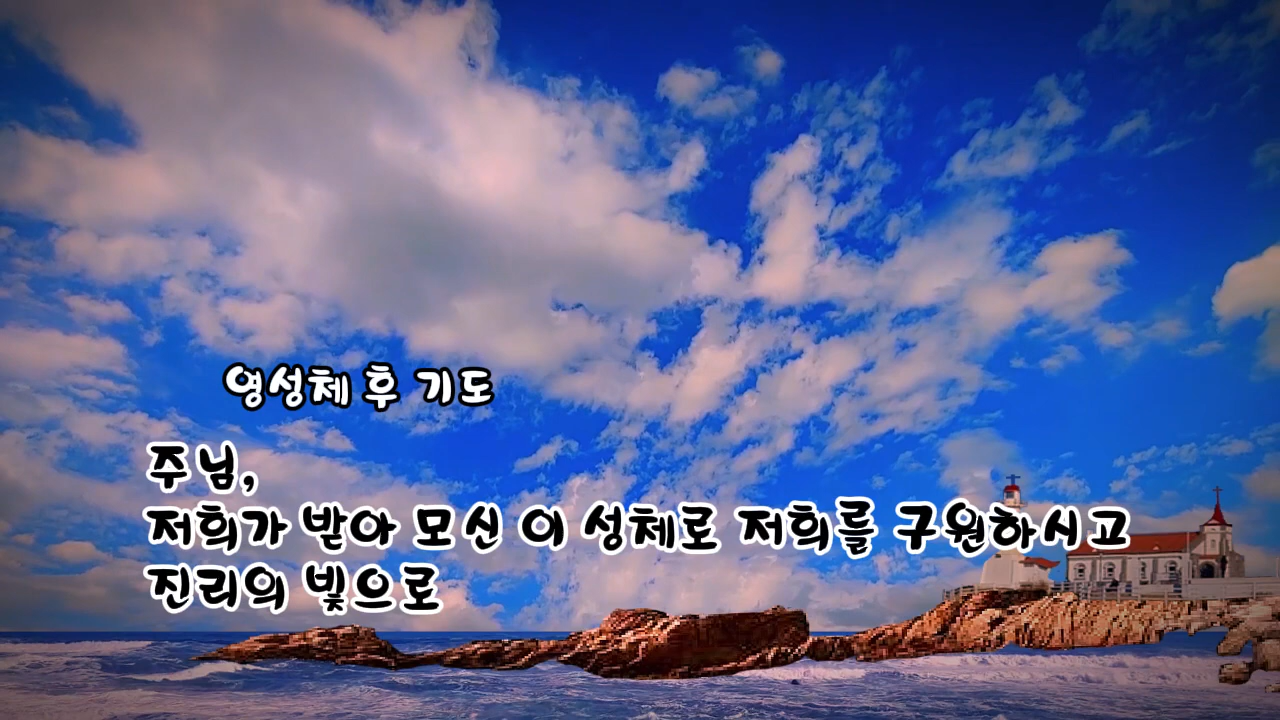 영성체 후 기도
주님,
저희가 받아 모신 이 성체로 저희를 구원하시고
진리의 빛으로